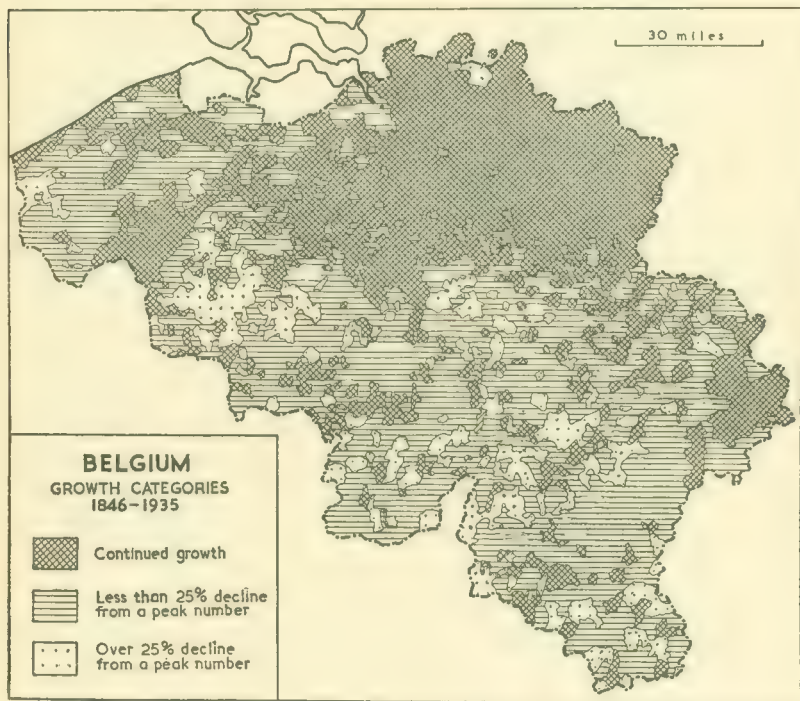 30 miles
BELGIUM
GROWTH CATEGORIES
1846-1935
Continued growth
Less than 25% decline
from a peak number
Over 25% decline
from a peak number